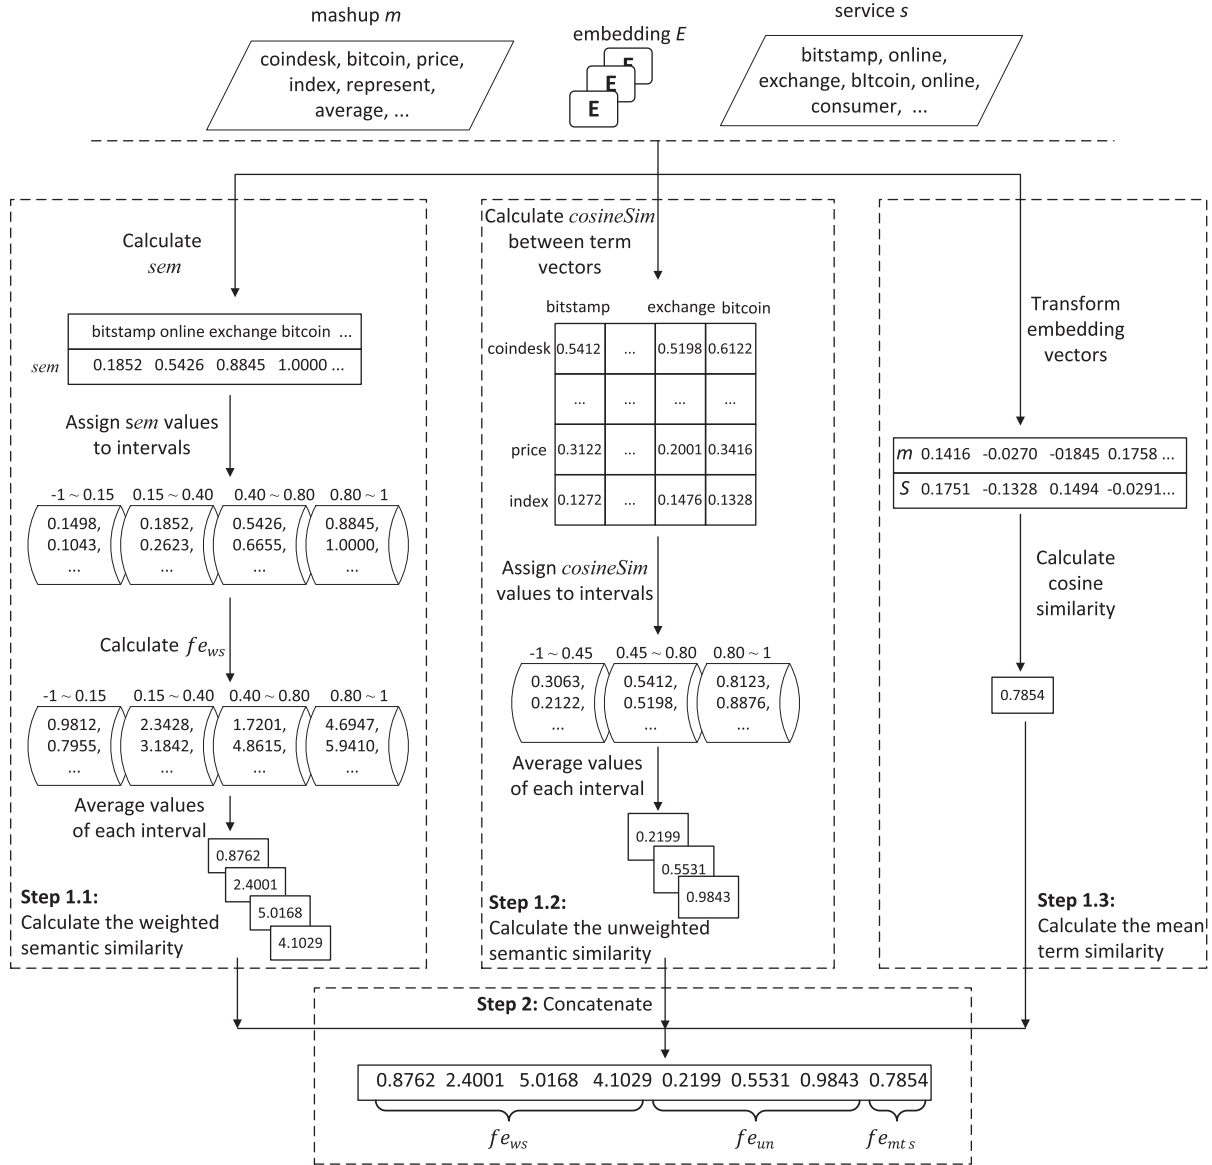 mashup m
coindesk, bitcoin, price,
index, represent,
average, ...
embedding E
E
E
E
service s
bitstamp, online,
exchange, bItcoin, online,
consumer, ...
Calculate
sem
bitstamp online exchange bitcoin ...
sem 0.1852 0.5426 0.8845 1.0000 ...
Assign sem values
to intervals
-1 ~ 0.15 0.15 ~ 0.40 0.40 ~ 0.80 0.80 ~ 1
0.1498, 0.1852, 0.5426, 0.8845,
0.1043, 0.2623, 0.6655, 1.0000,
... ... ... ...
Calculate fe_ws
-1 ~ 0.15 0.15 ~ 0.40 0.40 ~ 0.80 0.80 ~ 1
0.9812, 2.3428, 1.7201, 4.6947,
0.7955, 3.1842, 4.8615, 5.9410,
... ... ... ...
Average values
of each interval
0.8762
2.4001
5.0168
4.1029
Step 1.1:
Calculate the weighted
semantic similarity
Calculate cosineSim
between term
vectors
bitstamp exchange bitcoin
coindesk 0.5412 ... 0.5198 0.6122
... ... ... ...
price 0.3122 ... 0.2001 0.3416
index 0.1272 ... 0.1476 0.1328
Assign cosineSim
values to intervals
-1 ~ 0.45 0.45 ~ 0.80 0.80 ~ 1
0.3063, 0.5412, 0.8123,
0.2122, 0.5198, 0.8876,
... ... ...
Average values
of each interval
0.2199
0.5531
0.9843
Step 1.2:
Calculate the unweighted
semantic similarity
Transform
embedding
vectors
m 0.1416 -0.0270 -01845 0.1758 ...
S 0.1751 -0.1328 0.1494 -0.0291...
Calculate
cosine
similarity
0.7854
Step 1.3:
Calculate the mean
term similarity
Step 2: Concatenate
0.8762 2.4001 5.0168 4.1029 0.2199 0.5531 0.9843 0.7854
fe_ws fe_un fe_mts